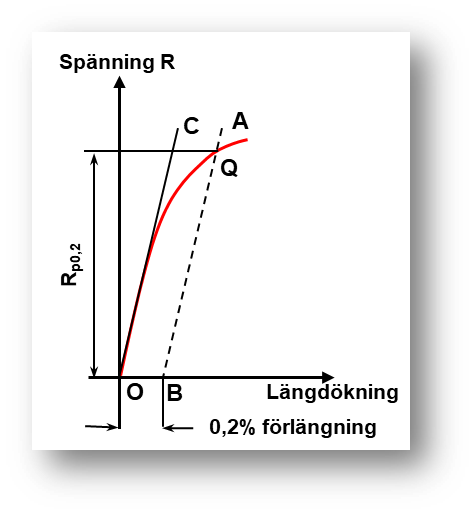 Spänning R
C
A
Q
Rp0,2
O
B
Längdökning
0,2% förlängning